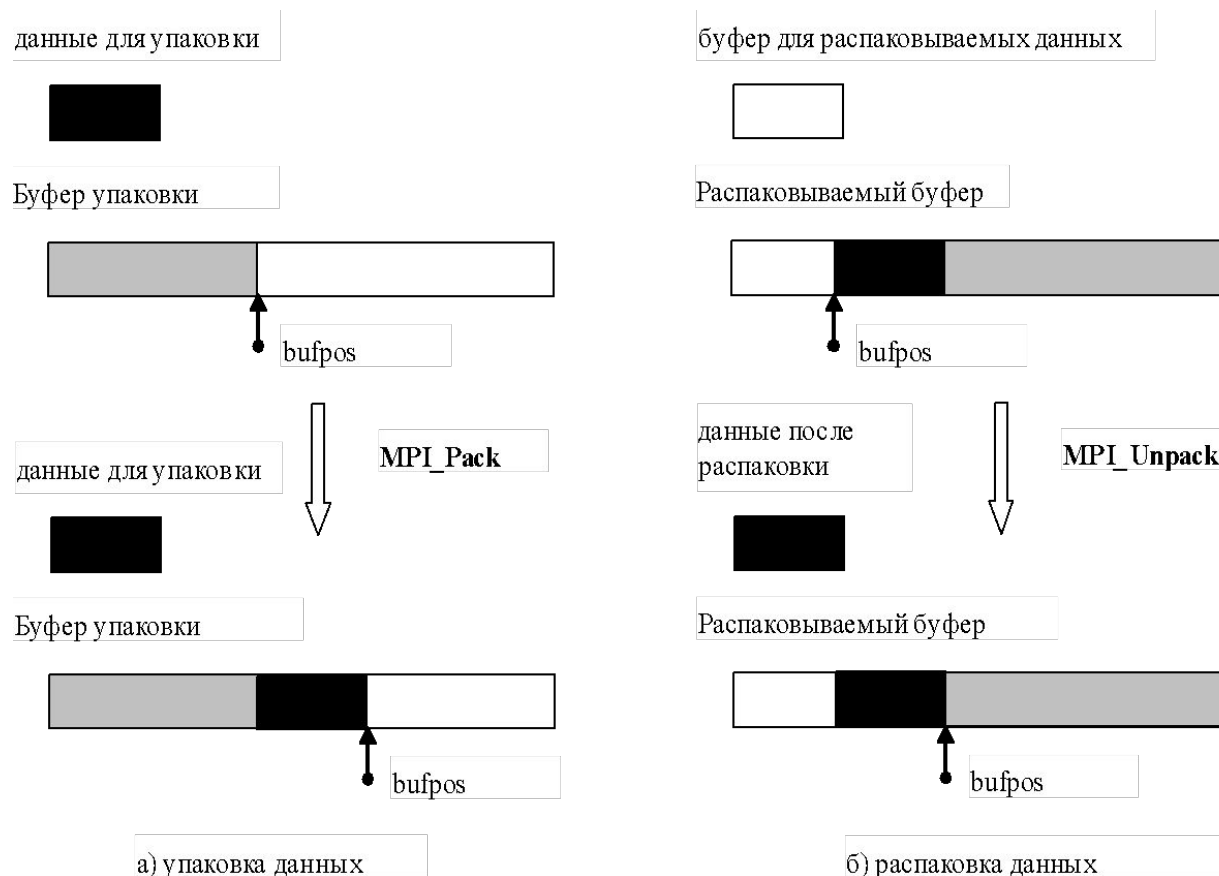 данные для упаковки
Буфер упаковки
bufpos
MPI_Pack
данные для упаковки
Буфер упаковки
bufpos
а) упаковка данных
буфер для распаковываемых данных
Распаковываемый буфер
bufpos
данные после
распаковки
MPI_Unpack
Распаковываемый буфер
bufpos
б) распаковка данных